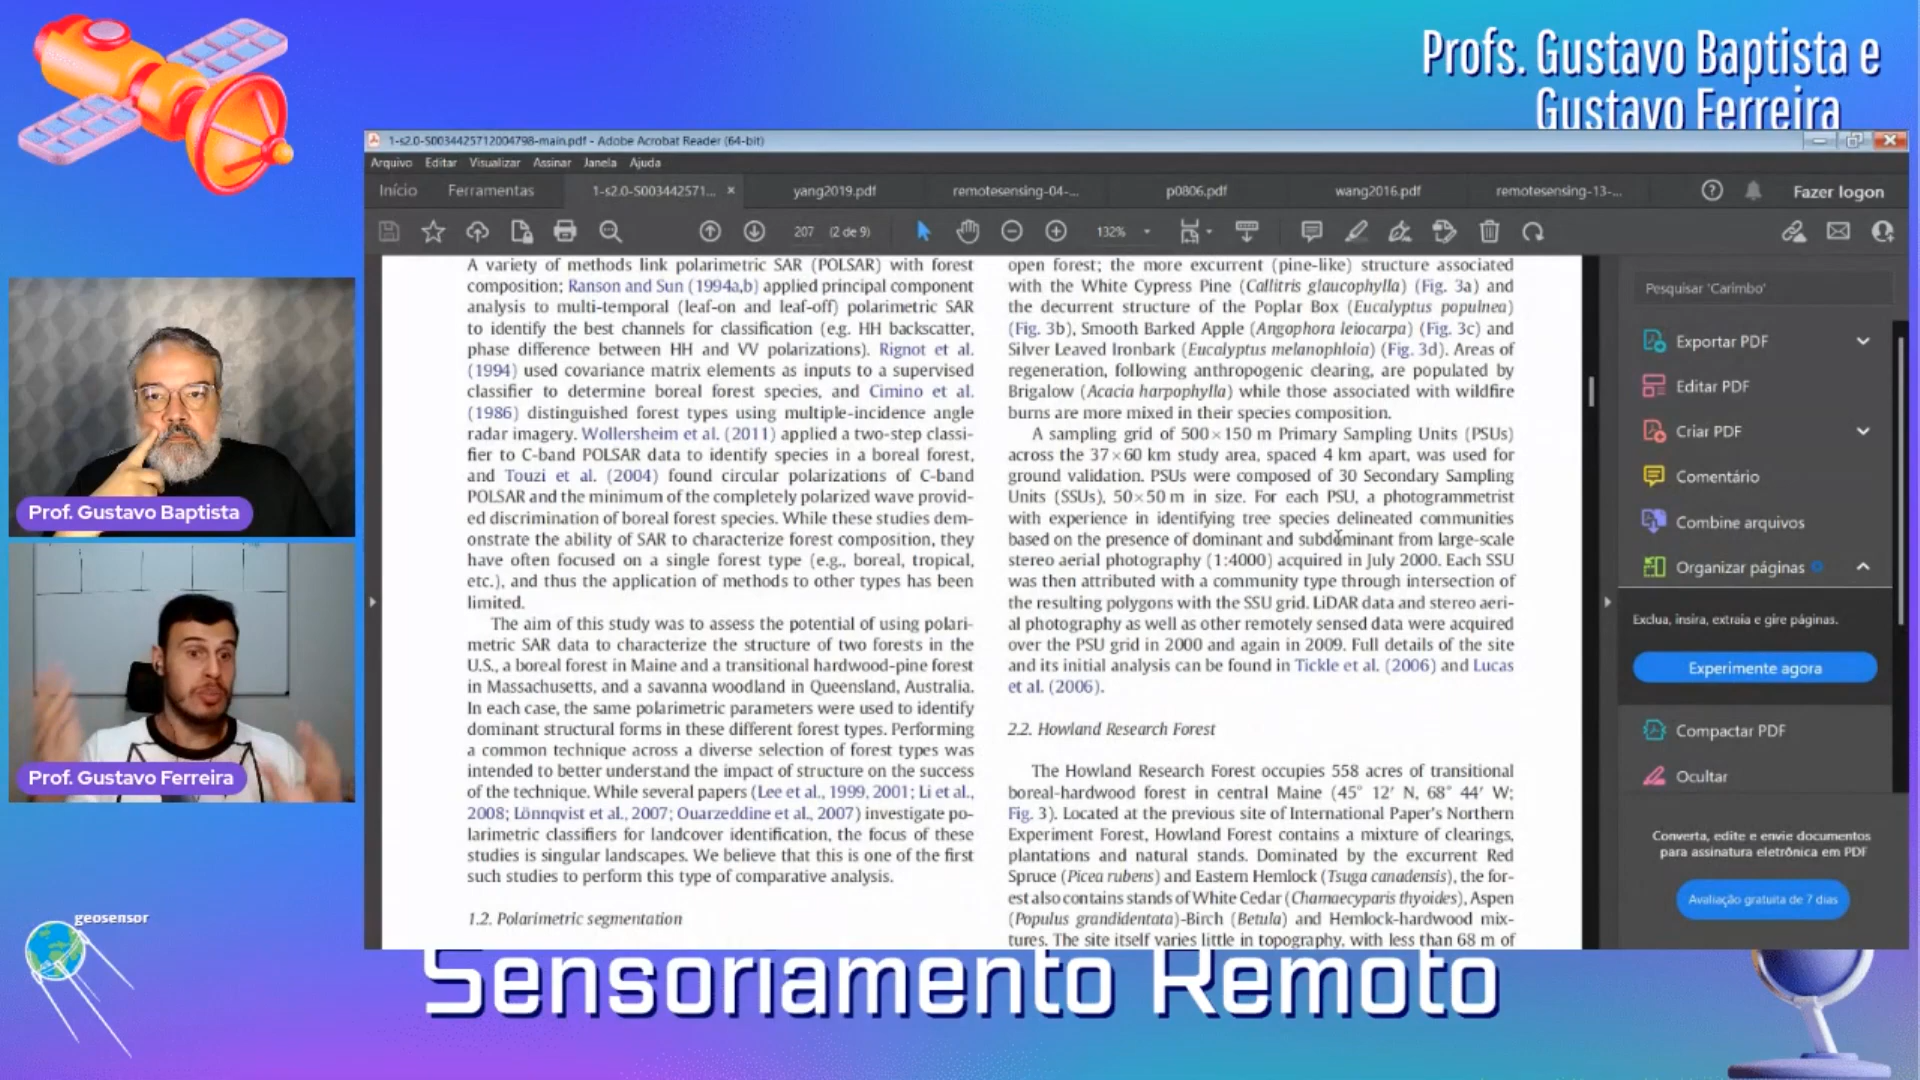 Profs. Gustavo Baptista e
Gustavo Ferreira
1-s2.0-S0034425712004798-main.pdf - Adobe Acrobat Reader (64-bit)
Arquivo Editar Visualizar Assinar Janela Ajuda
Início Ferramentas 1-s2.0-S003442571... × yang2019.pdf remotesensing-04-... p0806.pdf wang2016.pdf remotesensing-13-... Fazer logon
207 (2 de 9) 132%
A variety of methods link polarimetric SAR (POLSAR) with forest
composition; Ranson and Sun (1994a,b) applied principal component
analysis to multi-temporal (leaf-on and leaf-off) polarimetric SAR
to identify the best channels for classification (e.g. HH backscatter,
phase difference between HH and VV polarizations). Rignot et al.
(1994) used covariance matrix elements as inputs to a supervised
classifier to determine boreal forest species, and Cimino et al.
(1986) distinguished forest types using multiple-incidence angle
radar imagery. Wollersheim et al. (2011) applied a two-step classi-
fier to C-band POLSAR data to identify species in a boreal forest,
and Touzi et al. (2004) found circular polarizations of C-band
POLSAR and the minimum of the completely polarized wave provid-
ed discrimination of boreal forest species. While these studies dem-
onstrate the ability of SAR to characterize forest composition, they
have often focused on a single forest type (e.g., boreal, tropical,
etc.), and thus the application of methods to other types has been
limited.
The aim of this study was to assess the potential of using polari-
metric SAR data to characterize the structure of two forests in the
U.S., a boreal forest in Maine and a transitional hardwood-pine forest
in Massachusetts, and a savanna woodland in Queensland, Australia.
In each case, the same polarimetric parameters were used to identify
dominant structural forms in these different forest types. Performing
a common technique across a diverse selection of forest types was
intended to better understand the impact of structure on the success
of the technique. While several papers (Lee et al., 1999, 2001; Li et al.,
2008; Lönnqvist et al., 2007; Ouarzeddine et al., 2007) investigate po-
larimetric classifiers for landcover identification, the focus of these
studies is singular landscapes. We believe that this is one of the first
such studies to perform this type of comparative analysis.
1.2. Polarimetric segmentation
open forest; the more excurrent (pine-like) structure associated
with the White Cypress Pine (Callitris glaucophylla) (Fig. 3a) and
the decurrent structure of the Poplar Box (Eucalyptus populnea)
(Fig. 3b), Smooth Barked Apple (Angophora leiocarpa) (Fig. 3c) and
Silver Leaved Ironbark (Eucalyptus melanophloia) (Fig. 3d). Areas of
regeneration, following anthropogenic clearing, are populated by
Brigalow (Acacia harpophylla) while those associated with wildfire
burns are more mixed in their species composition.
A sampling grid of 500×150 m Primary Sampling Units (PSUs)
across the 37×60 km study area, spaced 4 km apart, was used for
ground validation. PSUs were composed of 30 Secondary Sampling
Units (SSUs), 50×50 m in size. For each PSU, a photogrammetrist
with experience in identifying tree species delineated communities
based on the presence of dominant and subdominant from large-scale
stereo aerial photography (1:4000) acquired in July 2000. Each SSU
was then attributed with a community type through intersection of
the resulting polygons with the SSU grid. LiDAR data and stereo aeri-
al photography as well as other remotely sensed data were acquired
over the PSU grid in 2000 and again in 2009. Full details of the site
and its initial analysis can be found in Tickle et al. (2006) and Lucas
et al. (2006).
2.2. Howland Research Forest
The Howland Research Forest occupies 558 acres of transitional
boreal-hardwood forest in central Maine (45° 12′ N, 68° 44′ W;
Fig. 3). Located at the previous site of International Paper's Northern
Experiment Forest, Howland Forest contains a mixture of clearings,
plantations and natural stands. Dominated by the excurrent Red
Spruce (Picea rubens) and Eastern Hemlock (Tsuga canadensis), the for-
est also contains stands of White Cedar (Chamaecyparis thyoides), Aspen
(Populus grandidentata)-Birch (Betula) and Hemlock-hardwood mix-
tures. The site itself varies little in topography, with less than 68 m of
Pesquisar 'Carimbo'
Exportar PDF
Editar PDF
Criar PDF
Comentário
Combine arquivos
Organizar páginas
Exclua, insira, extraia e gire páginas.
Experimente agora
Compactar PDF
Ocultar
Converta, edite e envie documentos
para assinatura eletrônica em PDF
Avaliação gratuita de 7 dias
Prof. Gustavo Baptista
Prof. Gustavo Ferreira
geosensor
Sensoriamento Remoto